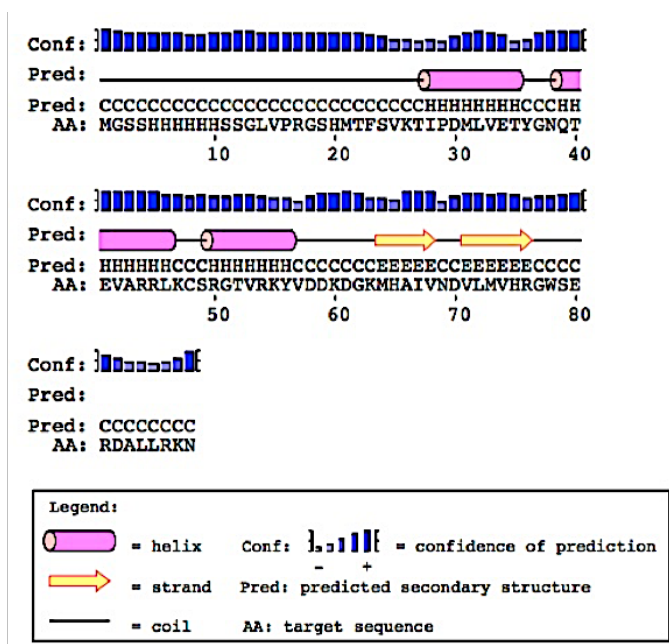 Conf:
Pred:
Pred: CCCCCCCCCCCCCCCCCCCCCCCCCCCHHHHHHHHCCCHH
AA: MGSSHHHHHHSSGLVPRGSHMTFSVKTIPDMLVETYGNQT
10 20 30 40
Conf:
Pred:
Pred: HHHHHHCCCHHHHHHHCCCCCCCEEEEECCEEEEEECCCC
AA: EVARRLKCSRGTVRKYVDDKDGKMHAIVNDVLMVHRGWSE
50 60 70 80
Conf:
Pred:
Pred: CCCCCCCC
AA: RDALLRKN
Legend:
= helix Conf: = confidence of prediction
- +
= strand Pred: predicted secondary structure
= coil AA: target sequence